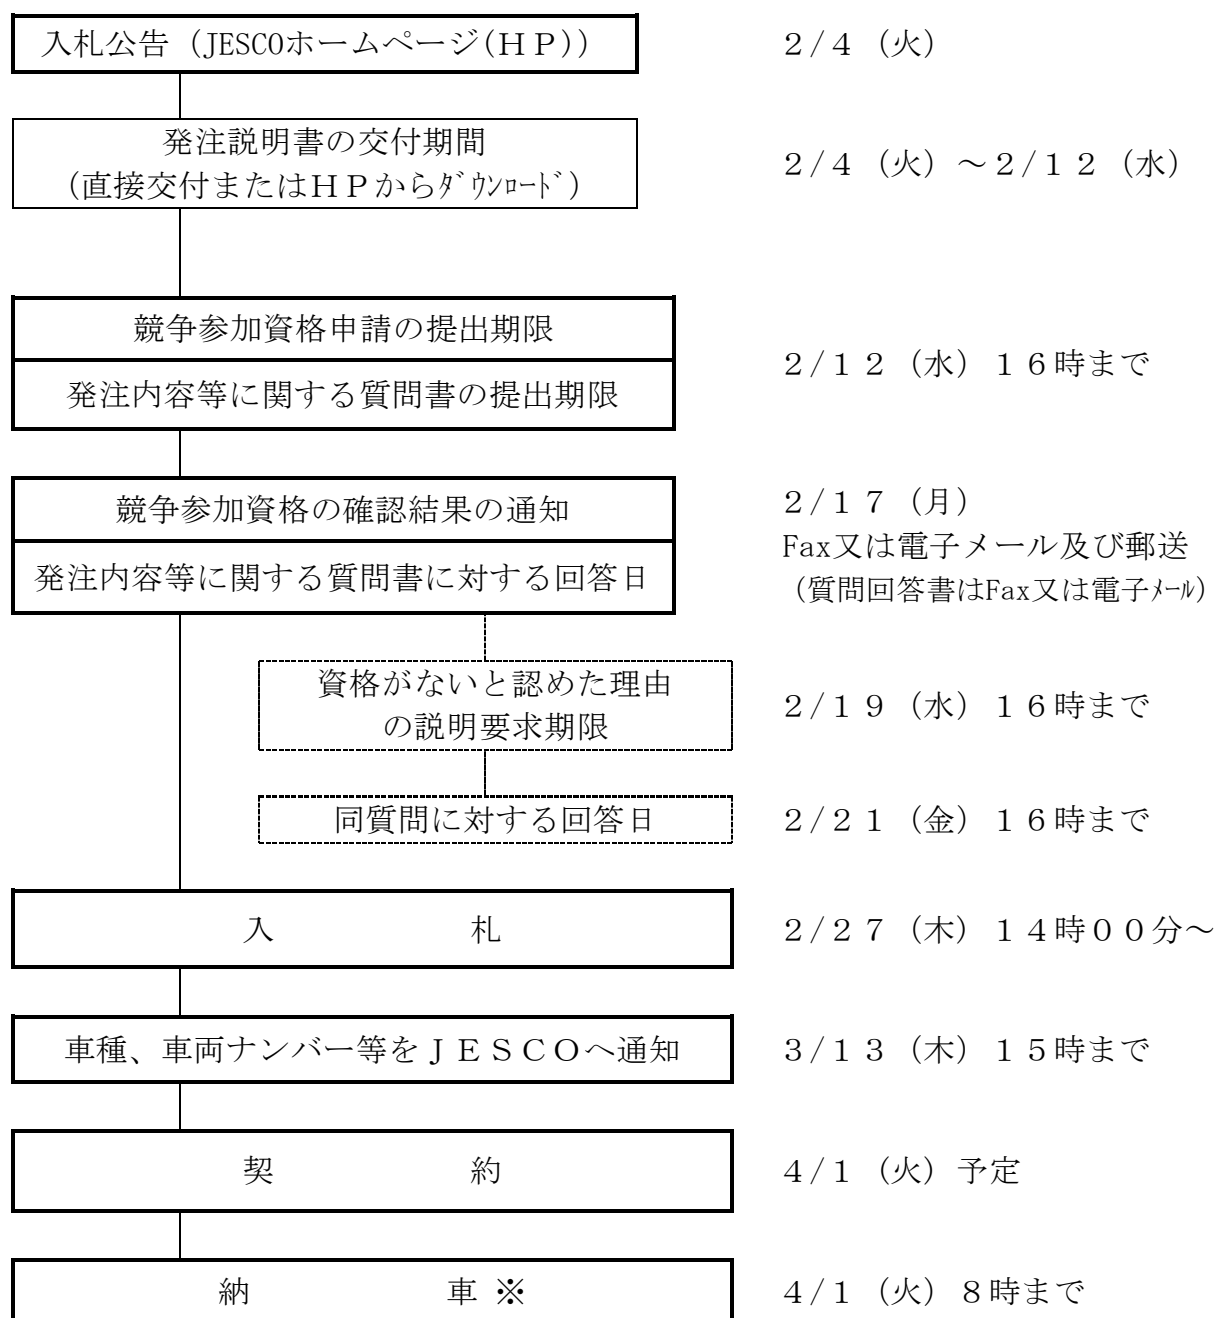 入札公告（JESCOホームページ(ＨＰ)）
２/４（火）
発注説明書の交付期間
（直接交付またはＨＰからﾀﾞｳﾝﾛｰﾄﾞ）
２/４（火）～２/１２（水）
競争参加資格申請の提出期限
発注内容等に関する質問書の提出期限
２/１２（水）１６時まで
競争参加資格の確認結果の通知
発注内容等に関する質問書に対する回答日
２/１７（月）
Fax又は電子メール及び郵送
（質問回答書はFax又は電子ﾒｰﾙ）
資格がないと認めた理由
の説明要求期限
２/１９（水）１６時まで
同質問に対する回答日
２/２１（金）１６時まで
入　　　　　　札
２/２７（木）１４時００分～
車種、車両ナンバー等をＪＥＳＣＯへ通知
３/１３（木）１５時まで
契　　　　　　約
４/１（火）予定
納　　　　　　車 ※
４/１（火）８時まで